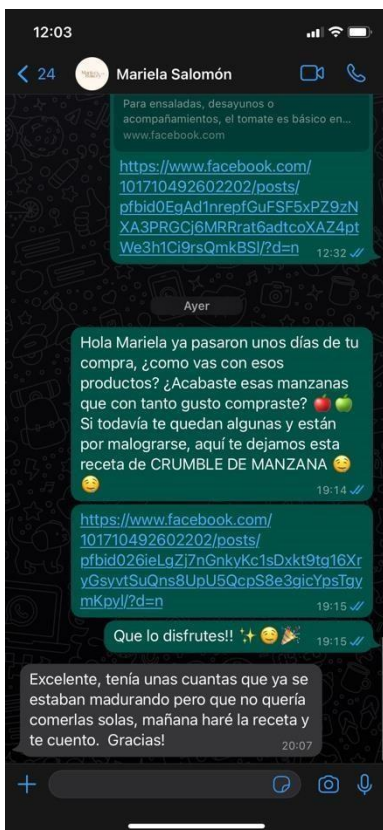 12:03
24
Mariela Salomón
Para ensaladas, desayunos o
acompañamientos, el tomate es básico en...
www.facebook.com
https://www.facebook.com/
101710492602202/posts/
pfbid0EgAd1nrepfGuFSF5xPZ9zN
XA3PRGCj6MRRrat6adtcoXAZ4pt
We3h1Ci9rsQmkBSl/?d=n
12:32
Ayer
Hola Mariela ya pasaron unos días de tu
compra, ¿como vas con esos
productos? ¿Acabaste esas manzanas
que con tanto gusto compraste? 🍎🍏
Si todavía te quedan algunas y están
por malograrse, aquí te dejamos esta
receta de CRUMBLE DE MANZANA 😋
😋
19:14
https://www.facebook.com/
101710492602202/posts/
pfbid026ieLgZj7nGnkyKc1sDxkt9tg16Xr
yGsyvtSuQns8UpU5QcpS8e3gicYpsTgy
mKpyl/?d=n
19:15
Que lo disfrutes!! ✨😋🎉
19:15
Excelente, tenía unas cuantas que ya se
estaban madurando pero que no quería
comerlas solas, mañana haré la receta y
te cuento. Gracias!
20:07